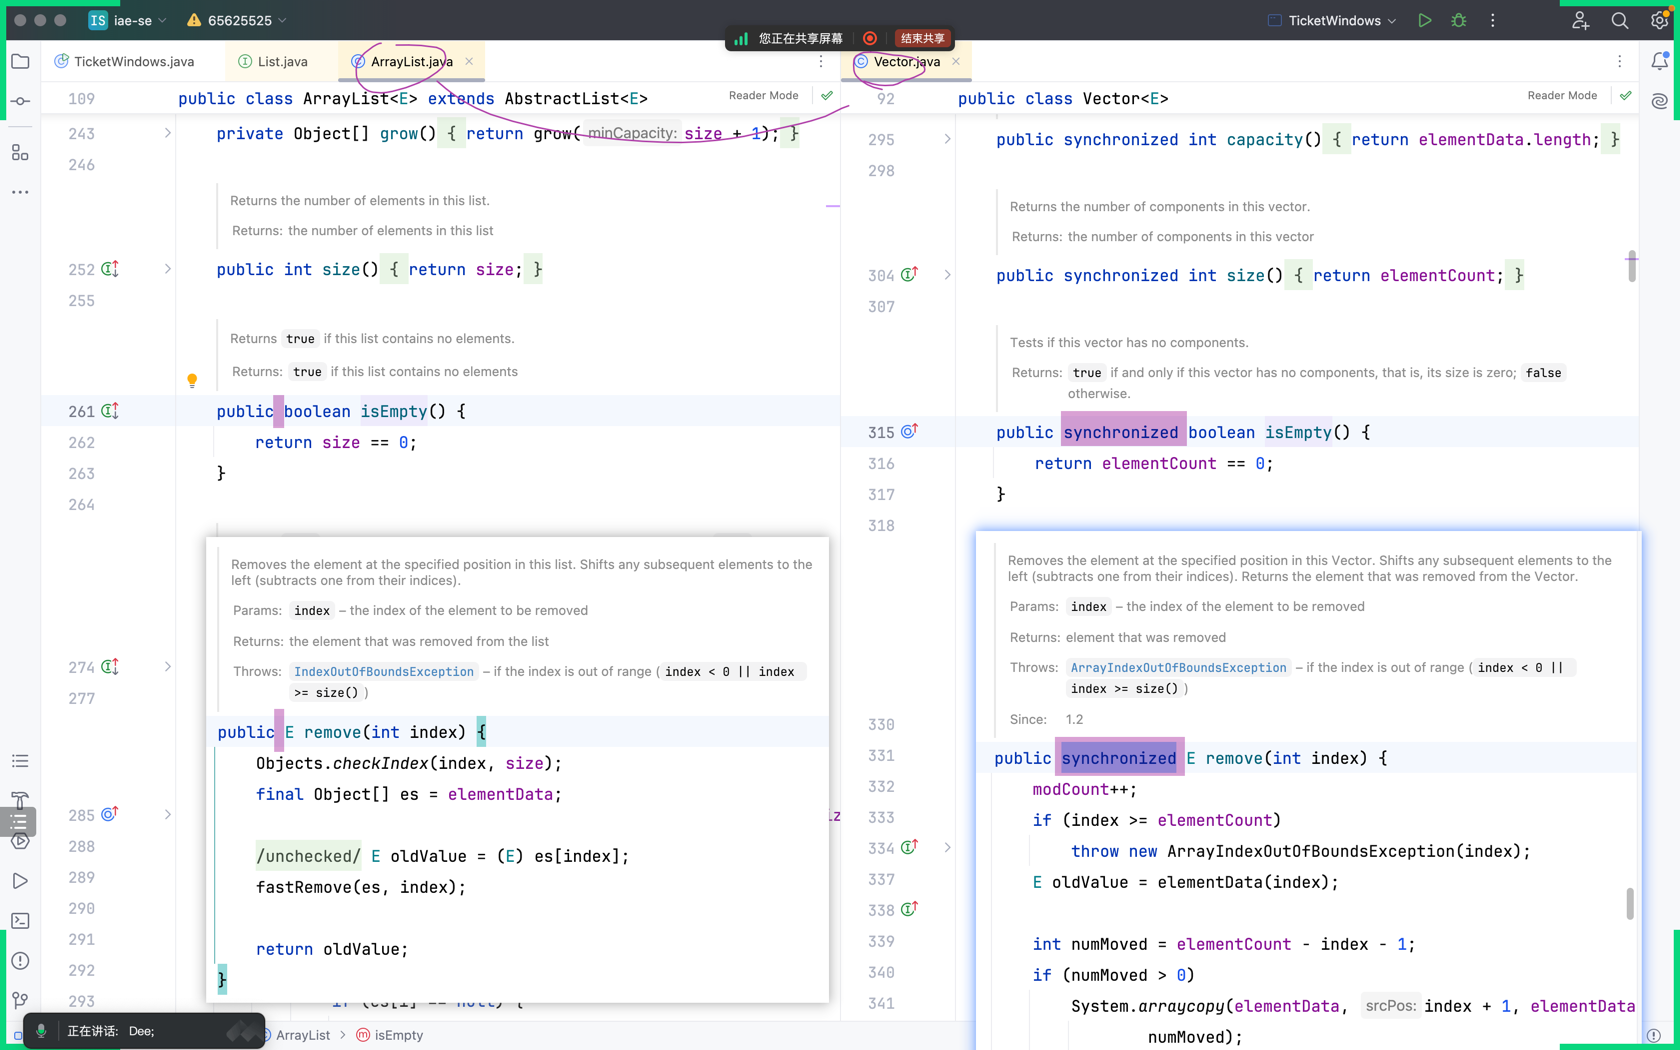 IS iae-se 65625525 TicketWindows
您正在共享屏幕 结束共享
TicketWindows.java List.java ArrayList.java
Vector.java
109 public class ArrayList<E> extends AbstractList<E> Reader Mode
243 private Object[] grow() { return grow( minCapacity: size + 1); }
246
Returns the number of elements in this list.
Returns: the number of elements in this list
252 public int size() { return size; }
255
Returns true if this list contains no elements.
Returns: true if this list contains no elements
261 public boolean isEmpty() {
262 return size == 0;
263 }
264
Removes the element at the specified position in this list. Shifts any subsequent elements to the
left (subtracts one from their indices).
Params: index – the index of the element to be removed
Returns: the element that was removed from the list
274
Throws: IndexOutOfBoundsException – if the index is out of range ( index < 0 || index
>= size() )
277
public E remove(int index) {
Objects.checkIndex(index, size);
final Object[] es = elementData;
285
288
/unchecked/ E oldValue = (E) es[index];
289
fastRemove(es, index);
290
291
return oldValue;
292
}
293
正在讲话: Dee;
ArrayList > isEmpty
92 public class Vector<E> Reader Mode
295 public synchronized int capacity() { return elementData.length; }
298
Returns the number of components in this vector.
Returns: the number of components in this vector
304 public synchronized int size() { return elementCount; }
307
Tests if this vector has no components.
Returns: true if and only if this vector has no components, that is, its size is zero; false
otherwise.
315 public synchronized boolean isEmpty() {
316 return elementCount == 0;
317 }
318
Removes the element at the specified position in this Vector. Shifts any subsequent elements to the
left (subtracts one from their indices). Returns the element that was removed from the Vector.
Params: index – the index of the element to be removed
Returns: element that was removed
Throws: ArrayIndexOutOfBoundsException – if the index is out of range ( index < 0 ||
index >= size() )
Since: 1.2
330
331 public synchronized E remove(int index) {
332 modCount++;
333 if (index >= elementCount)
334 throw new ArrayIndexOutOfBoundsException(index);
337 E oldValue = elementData(index);
338
339 int numMoved = elementCount - index - 1;
340 if (numMoved > 0)
341 System.arraycopy(elementData, srcPos: index + 1, elementData
numMoved);